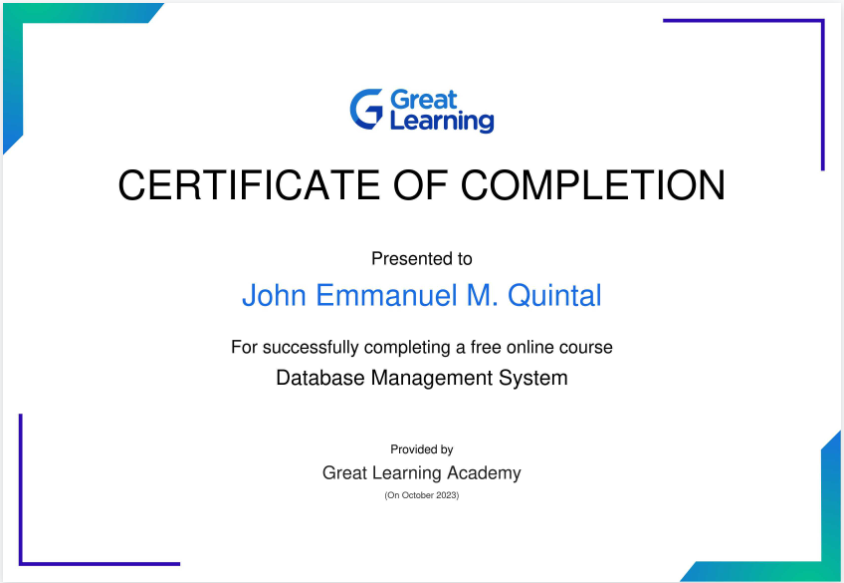 Great
Learning
CERTIFICATE OF COMPLETION
Presented to
John Emmanuel M. Quintal
For successfully completing a free online course
Database Management System
Provided by
Great Learning Academy
(On October 2023)